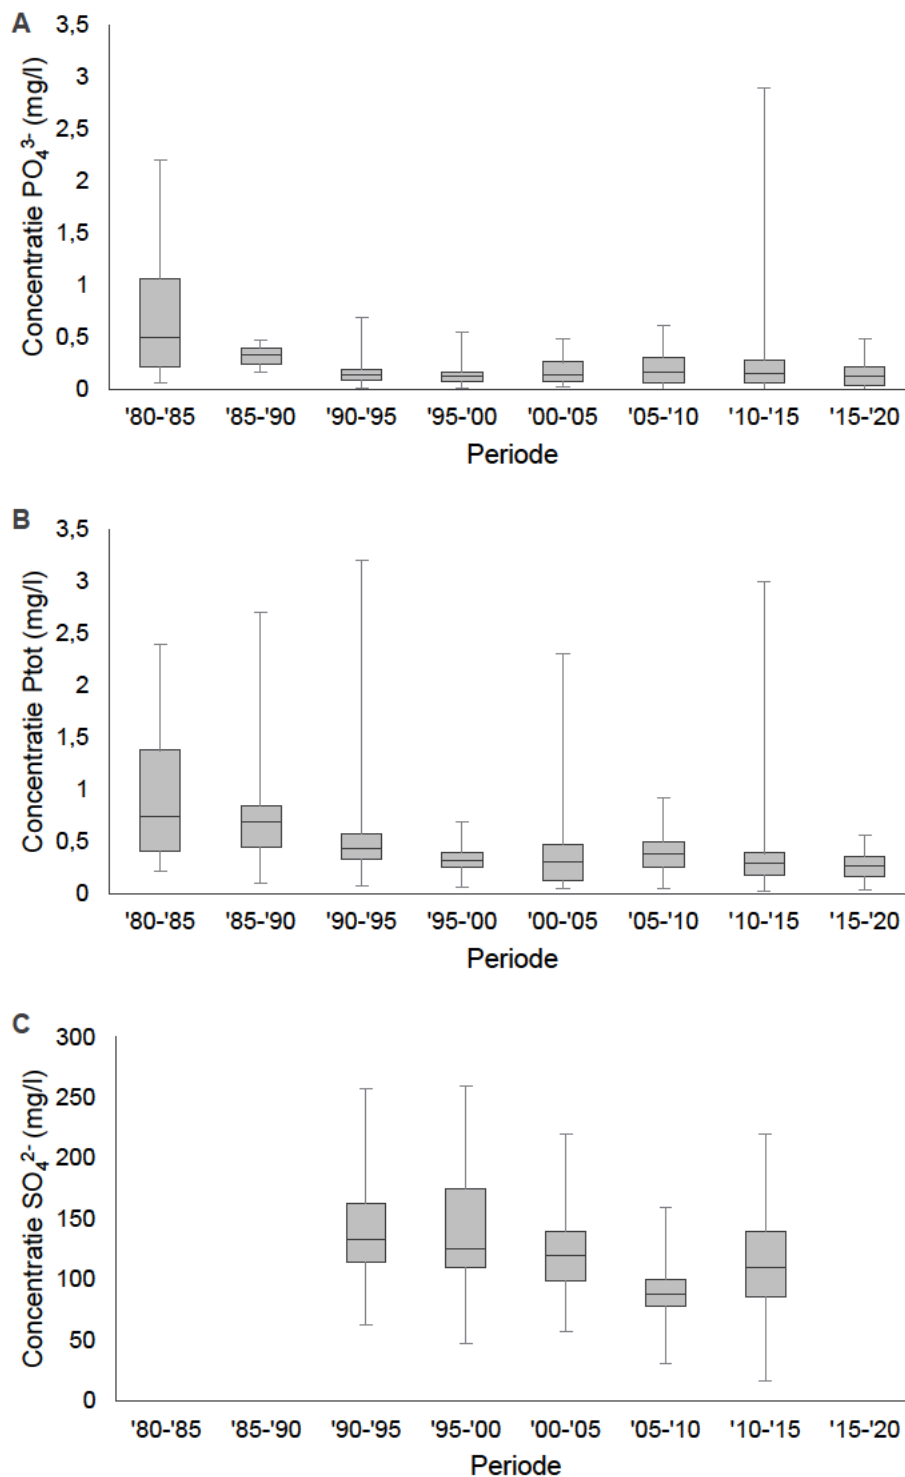 A
Concentratie PO₄³⁻ (mg/l)
3,5
3
2,5
2
1,5
1
0,5
0
'80-'85 '85-'90 '90-'95 '95-'00 '00-'05 '05-'10 '10-'15 '15-'20
Periode
B
Concentratie Ptot (mg/l)
3,5
3
2,5
2
1,5
1
0,5
0
'80-'85 '85-'90 '90-'95 '95-'00 '00-'05 '05-'10 '10-'15 '15-'20
Periode
C
Concentratie SO₄²⁻ (mg/l)
300
250
200
150
100
50
0
'80-'85 '85-'90 '90-'95 '95-'00 '00-'05 '05-'10 '10-'15 '15-'20
Periode